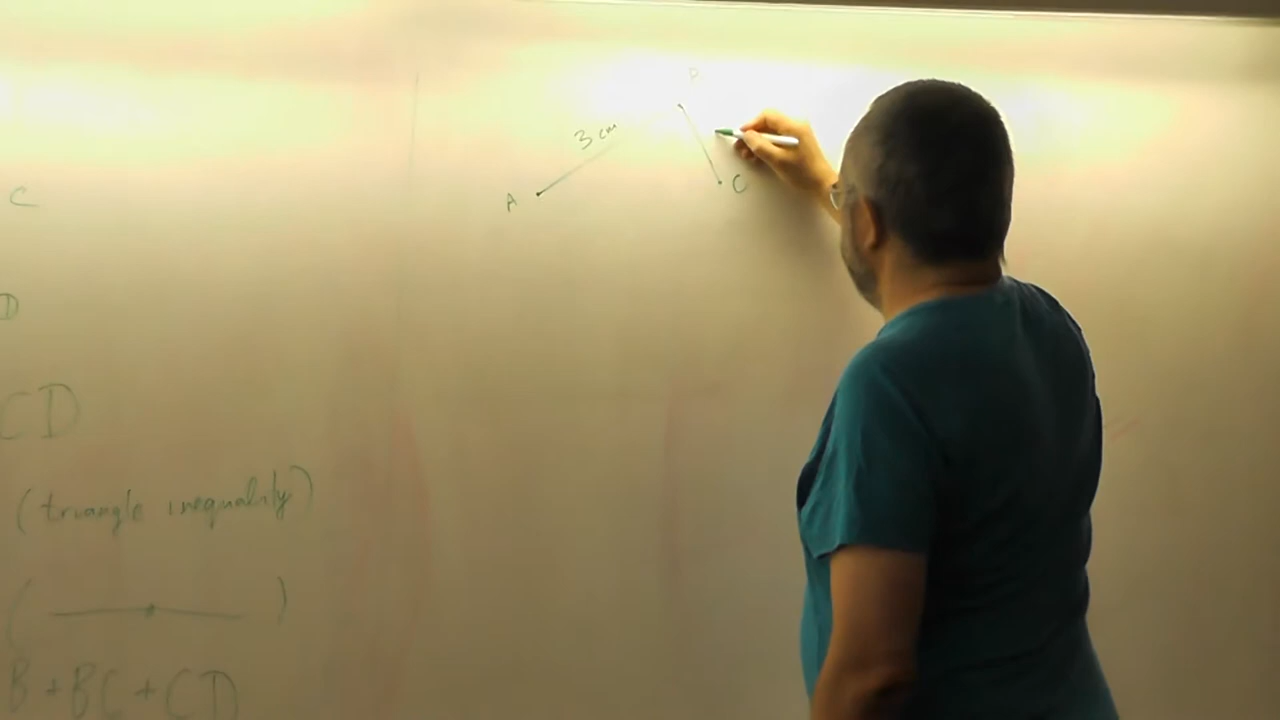 C
D
CD
(triangle inequality)
( )
B + BC + CD
3 cm
A
C